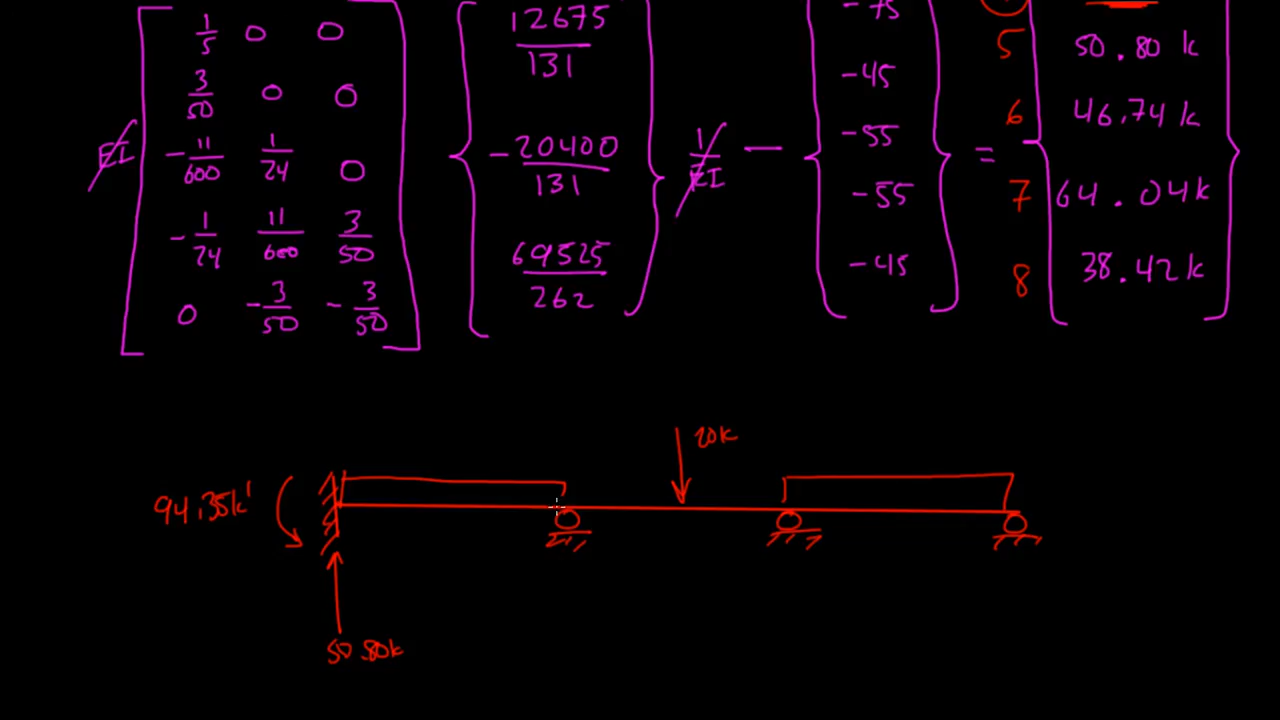 1/5 0 0 12675/131 -75 5 50.80 k
3/50 0 0 -45 6 46.74 k
EI -11/600 1/24 0 -20400/131 1/EI - -55 =
-1/24 11/600 3/50 -55 7 64.04k
0 -3/50 -3/50 69525/262 -45 8 38.42k
20k
94.35k'
50.80k